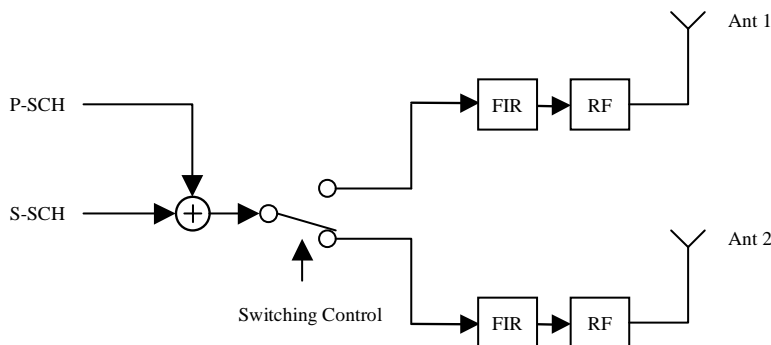 Ant 1
P-SCH
FIR
RF
S-SCH
Ant 2
Switching Control
FIR
RF